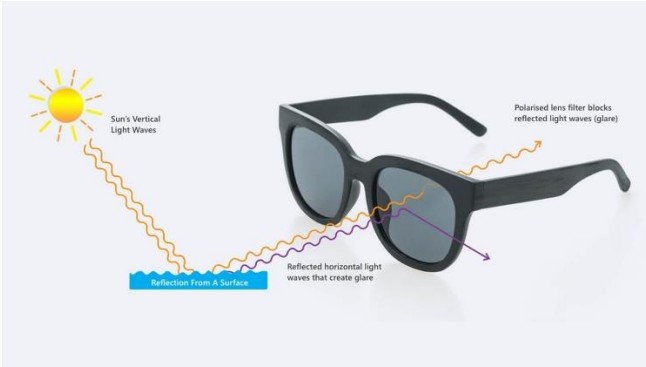 Sun's Vertical
Light Waves
Polarised lens filter blocks
reflected light waves (glare)
Reflected horizontal light
waves that create glare
Reflection From A Surface